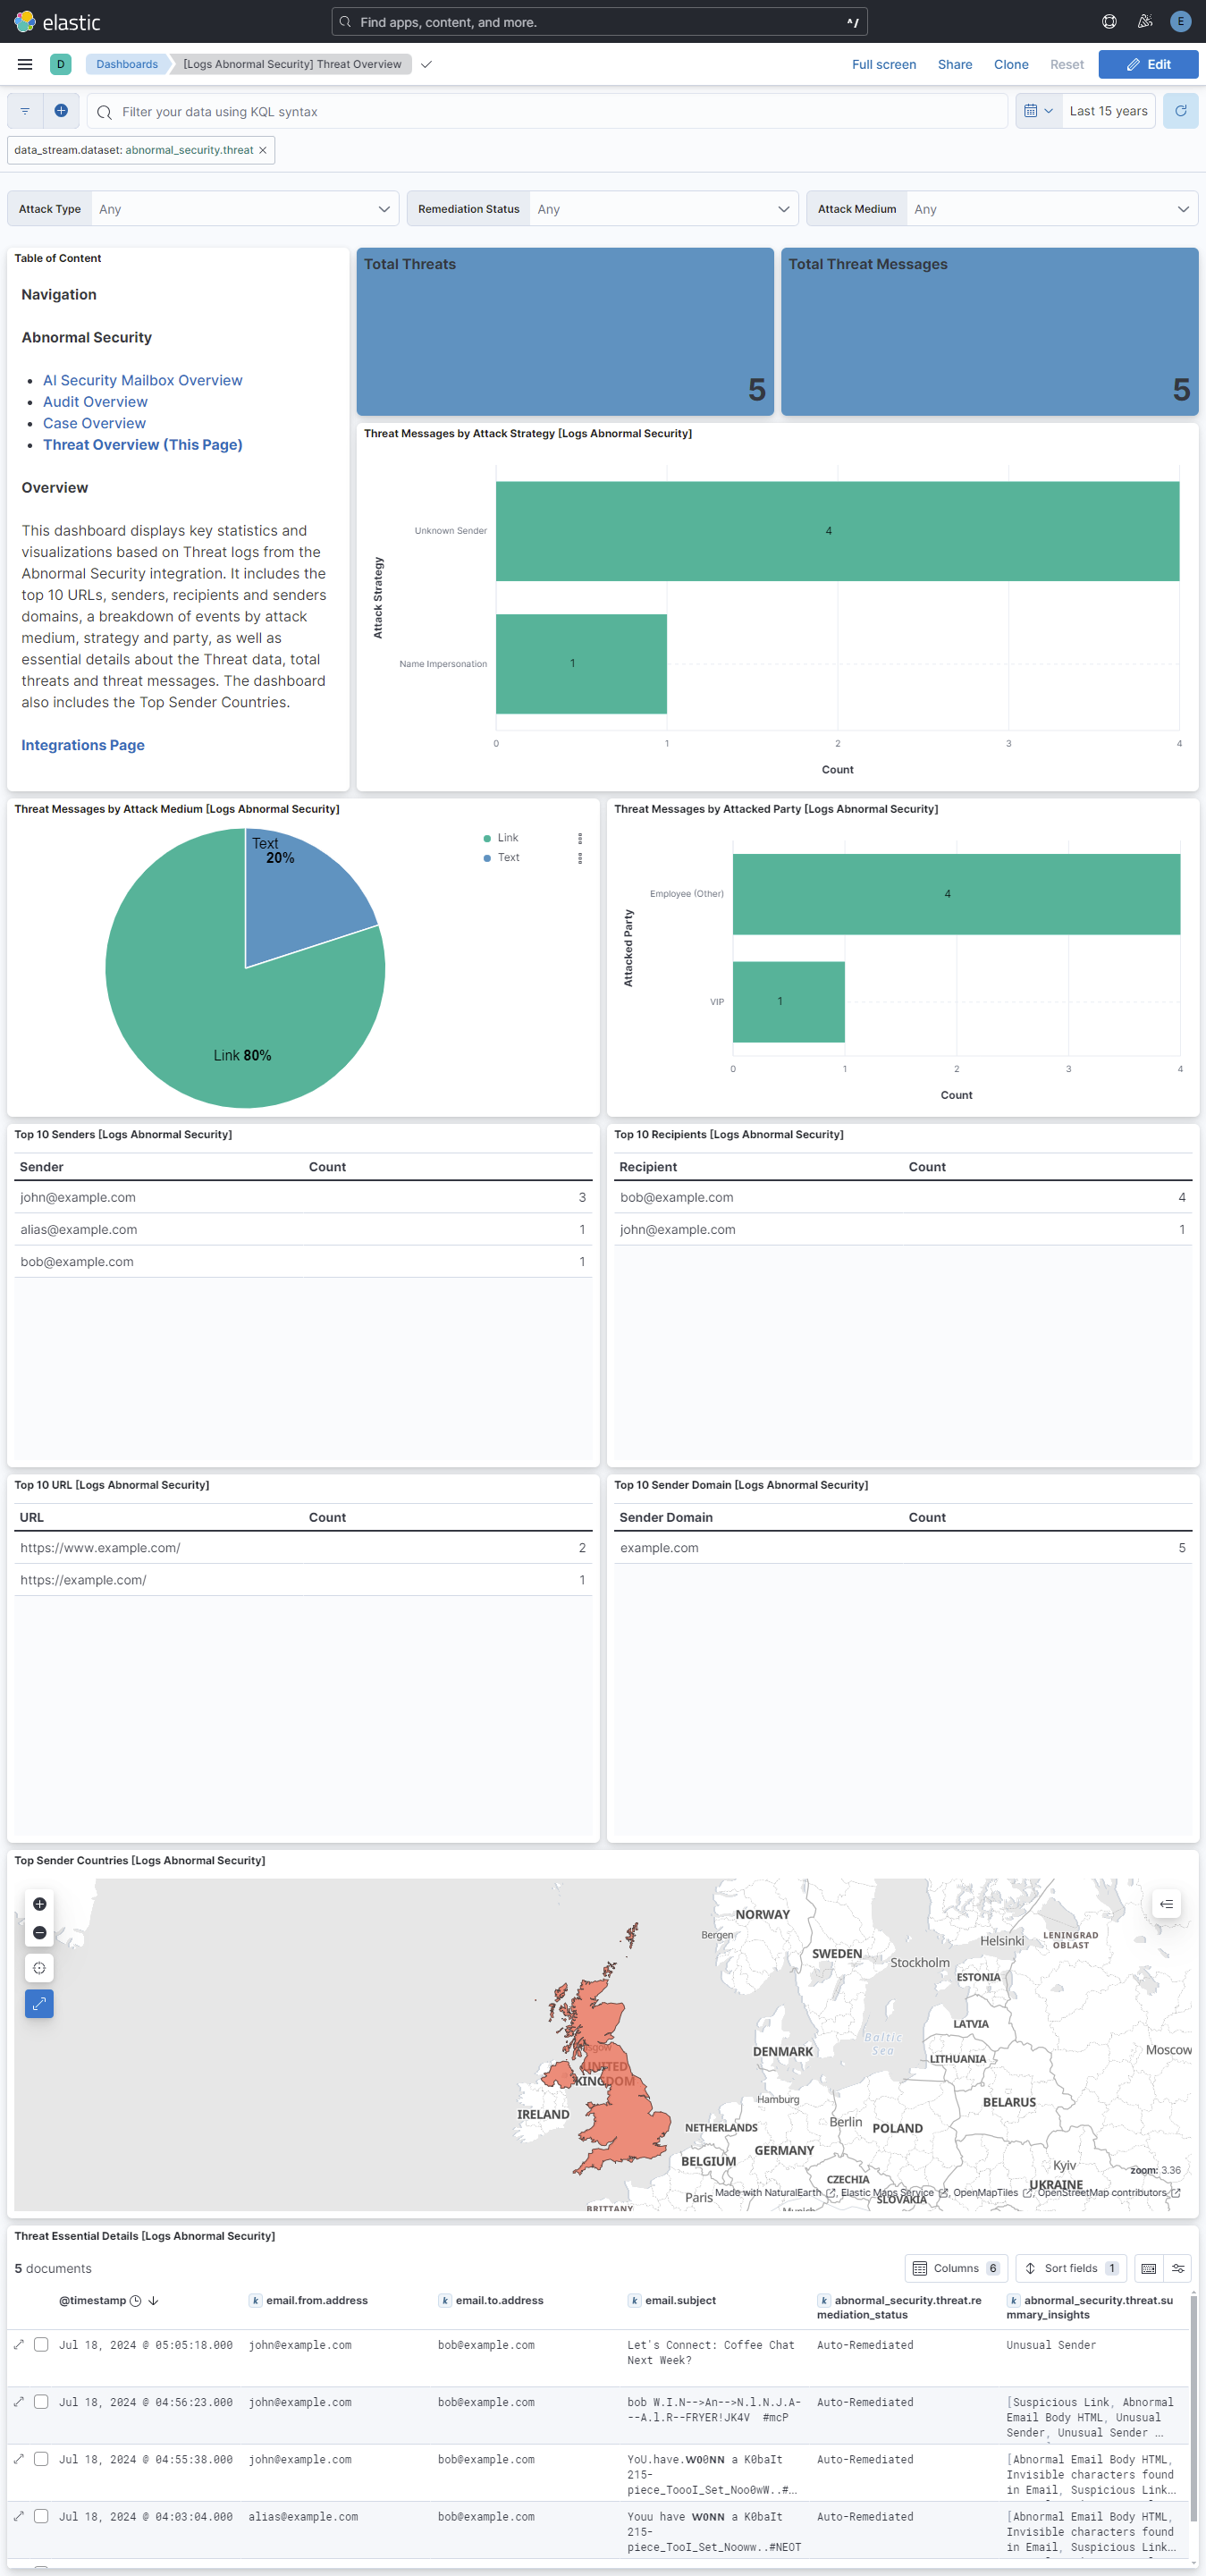 elastic
Find apps, content, and more.
^/
E
D
Dashboards
[Logs Abnormal Security] Threat Overview
Full screen
Share
Clone
Reset
Edit
Filter your data using KQL syntax
Last 15 years
data_stream.dataset: abnormal_security.threat ×
Attack Type
Any
Remediation Status
Any
Attack Medium
Any
Table of Content
Navigation
Abnormal Security
• AI Security Mailbox Overview
• Audit Overview
• Case Overview
• Threat Overview (This Page)
Overview
This dashboard displays key statistics and
visualizations based on Threat logs from the
Abnormal Security integration. It includes the
top 10 URLs, senders, recipients and senders
domains, a breakdown of events by attack
medium, strategy and party, as well as
essential details about the Threat data, total
threats and threat messages. The dashboard
also includes the Top Sender Countries.
Integrations Page
Total Threats
5
Total Threat Messages
5
Threat Messages by Attack Strategy [Logs Abnormal Security]
Attack Strategy
Unknown Sender
4
Name Impersonation
1
0 1 2 3 4
Count
Threat Messages by Attack Medium [Logs Abnormal Security]
Text
20%
Link 80%
Link
Text
Threat Messages by Attacked Party [Logs Abnormal Security]
Attacked Party
Employee (Other)
4
VIP
1
0 1 2 3 4
Count
Top 10 Senders [Logs Abnormal Security]
Sender Count
john@example.com 3
alias@example.com 1
bob@example.com 1
Top 10 Recipients [Logs Abnormal Security]
Recipient Count
bob@example.com 4
john@example.com 1
Top 10 URL [Logs Abnormal Security]
URL Count
https://www.example.com/ 2
https://example.com/ 1
Top 10 Sender Domain [Logs Abnormal Security]
Sender Domain Count
example.com 5
Top Sender Countries [Logs Abnormal Security]
NORWAY
Bergen
SWEDEN
Stockholm
Helsinki
LENINGRAD
OBLAST
ESTONIA
LATVIA
Baltic
Sea
LITHUANIA
Moscow
DENMARK
UNITED
KINGDOM
IRELAND
Hamburg
BELARUS
NETHERLANDS
Berlin
POLAND
BELGIUM
GERMANY
Kyiv
CZECHIA
UKRAINE
zoom: 3.36
Paris
SLOVAKIA
BRITTANY
Made with NaturalEarth , Elastic Maps Service , OpenMapTiles , OpenStreetMap contributors
Threat Essential Details [Logs Abnormal Security]
5 documents
Columns 6
Sort fields 1
@timestamp
k email.from.address
k email.to.address
k email.subject
k abnormal_security.threat.re
mediation_status
k abnormal_security.threat.su
mmary_insights
Jul 18, 2024 @ 05:05:18.000 john@example.com bob@example.com Let's Connect: Coffee Chat Auto-Remediated Unusual Sender
Next Week?
Jul 18, 2024 @ 04:56:23.000 john@example.com bob@example.com bob W.I.N-->An-->N.l.N.J.A- Auto-Remediated [Suspicious Link, Abnormal
--A.l.R--FRYER!JK4V #mcP Email Body HTML, Unusual
Sender, Unusual Sender ...
Jul 18, 2024 @ 04:55:38.000 john@example.com bob@example.com YoU.have.W00NN a K0baIt Auto-Remediated [Abnormal Email Body HTML,
215- Invisible characters found
piece_ToooI_Set_Noo0wW..#... in Email, Suspicious Link...
Jul 18, 2024 @ 04:03:04.000 alias@example.com bob@example.com Youu have W0NN a K0baIt Auto-Remediated [Abnormal Email Body HTML,
215- Invisible characters found
piece_TooI_Set_Nooww..#NEOT in Email, Suspicious Link...